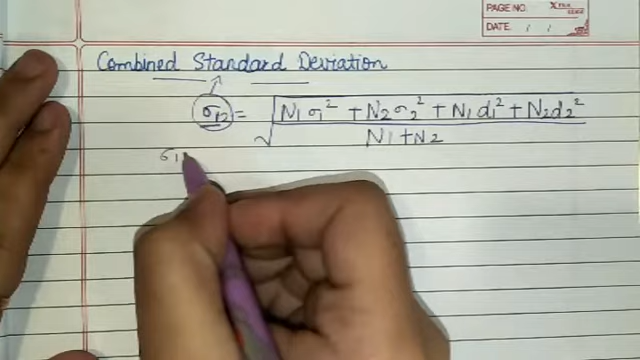 PAGE NO.
DATE / /
Combined Standard Deviation
σ₁₂ = √(N₁σ₁² + N₂σ₂² + N₁d₁² + N₂d₂² / N₁ + N₂)
σ₁